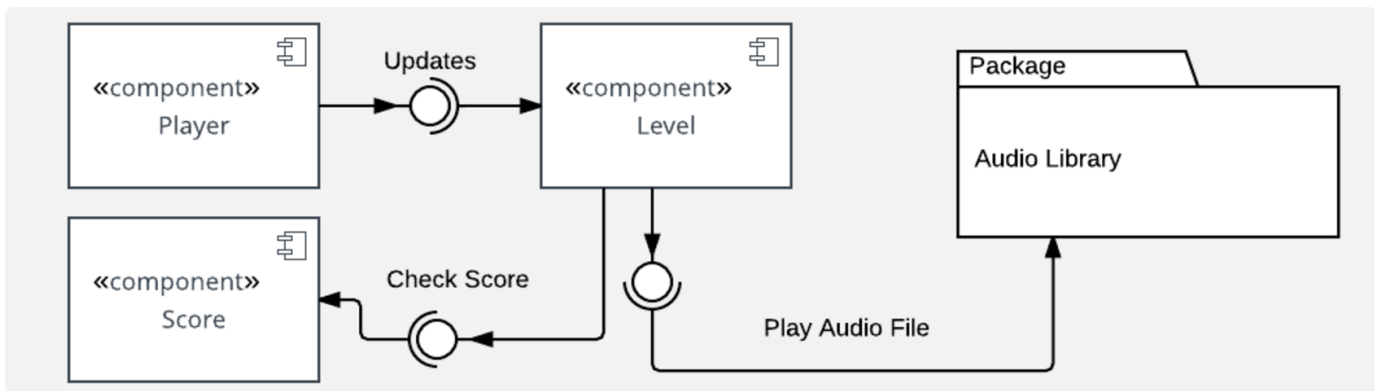 «component»
Player
Updates
«component»
Level
Package
Audio Library
«component»
Score
Check Score
Play Audio File